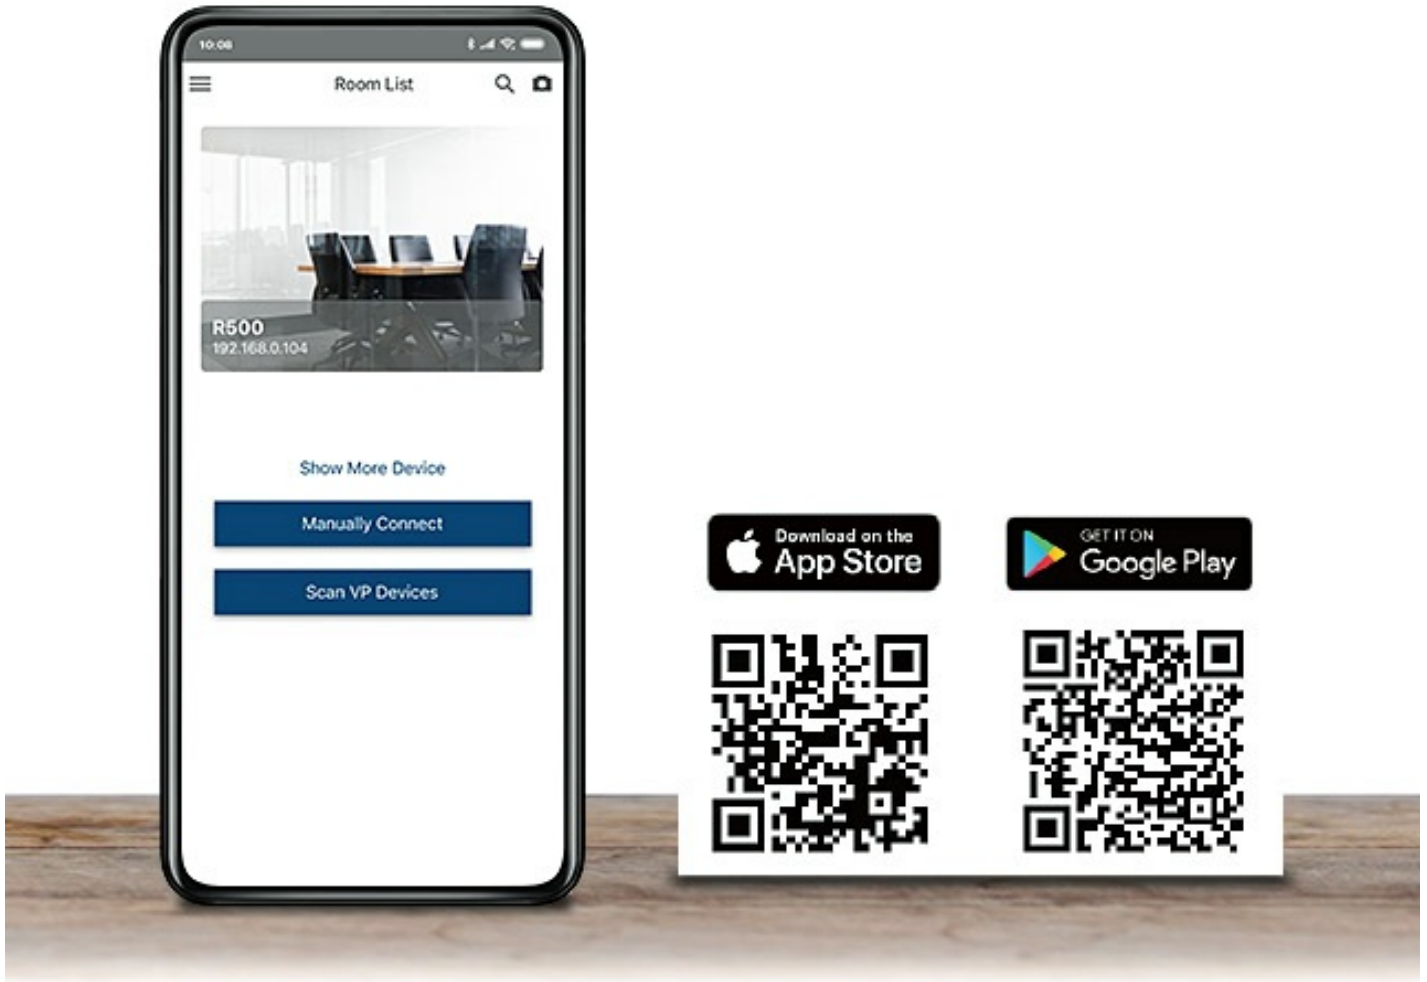 10:08
Room List
R500
192.168.0.104
Show More Device
Manually Connect
Scan VP Devices
Download on the
App Store
GET IT ON
Google Play